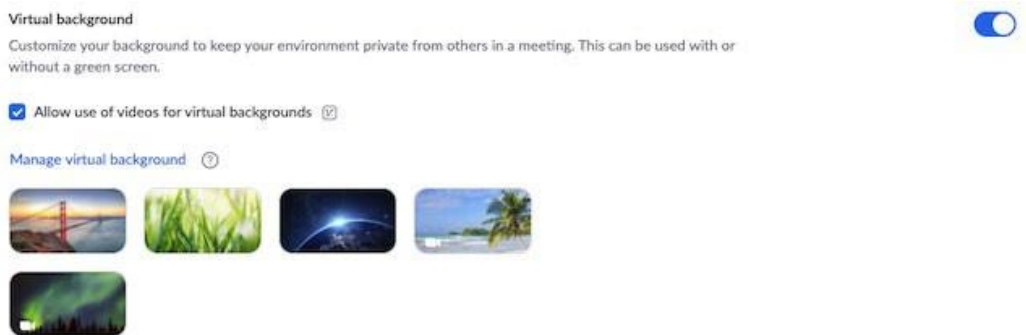 Virtual background
Customize your background to keep your environment private from others in a meeting. This can be used with or
without a green screen.
Allow use of videos for virtual backgrounds
Manage virtual background